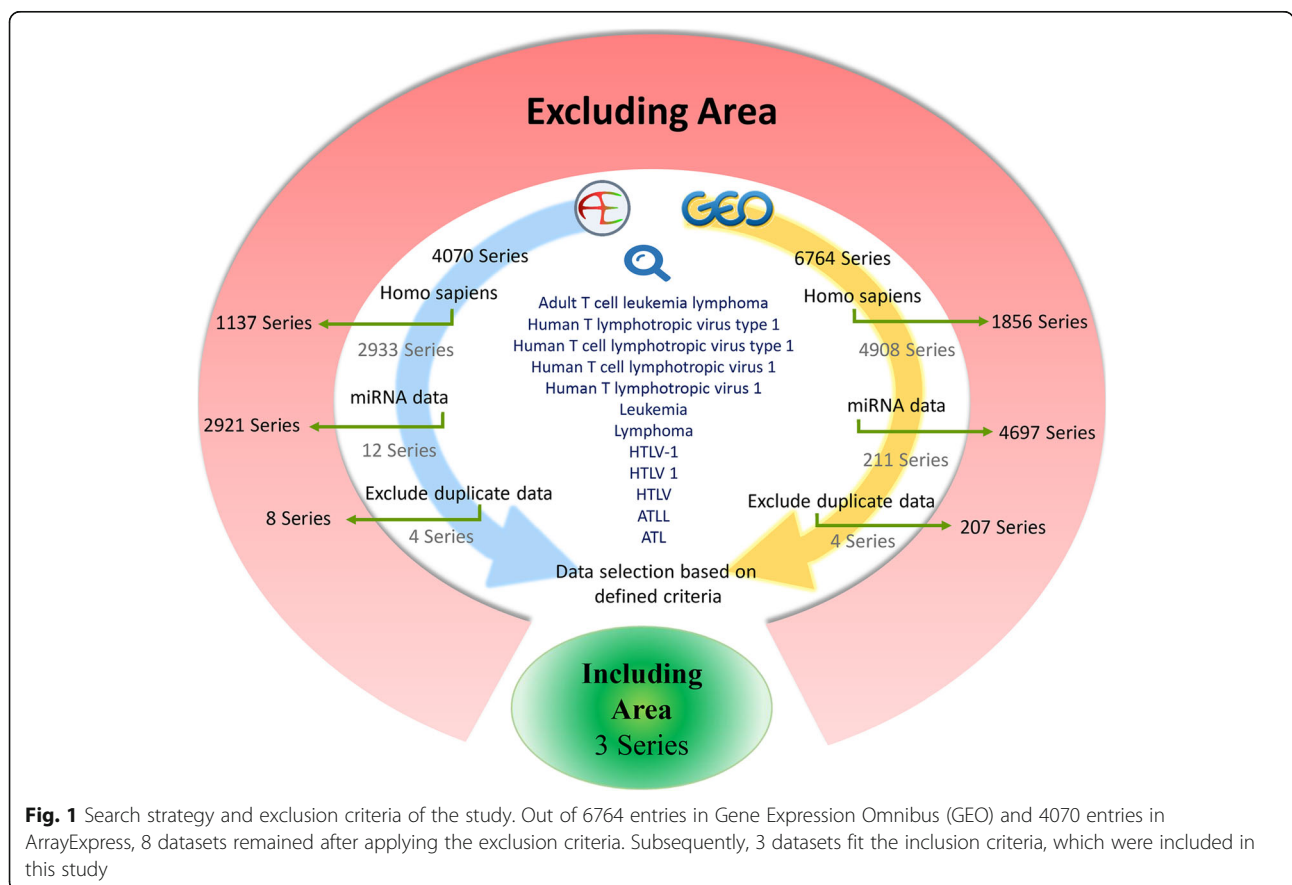 Excluding Area
AE
GEO
4070 Series
6764 Series
Homo sapiens
Homo sapiens
1137 Series
1856 Series
2933 Series
4908 Series
miRNA data
miRNA data
2921 Series
4697 Series
12 Series
211 Series
Exclude duplicate data
Exclude duplicate data
8 Series
207 Series
4 Series
4 Series
Adult T cell leukemia lymphoma
Human T lymphotropic virus type 1
Human T cell lymphotropic virus type 1
Human T cell lymphotropic virus 1
Human T lymphotropic virus 1
Leukemia
Lymphoma
HTLV-1
HTLV 1
HTLV
ATLL
ATL
Data selection based on
defined criteria
Including
Area
3 Series
Fig. 1 Search strategy and exclusion criteria of the study. Out of 6764 entries in Gene Expression Omnibus (GEO) and 4070 entries in
ArrayExpress, 8 datasets remained after applying the exclusion criteria. Subsequently, 3 datasets fit the inclusion criteria, which were included in
this study